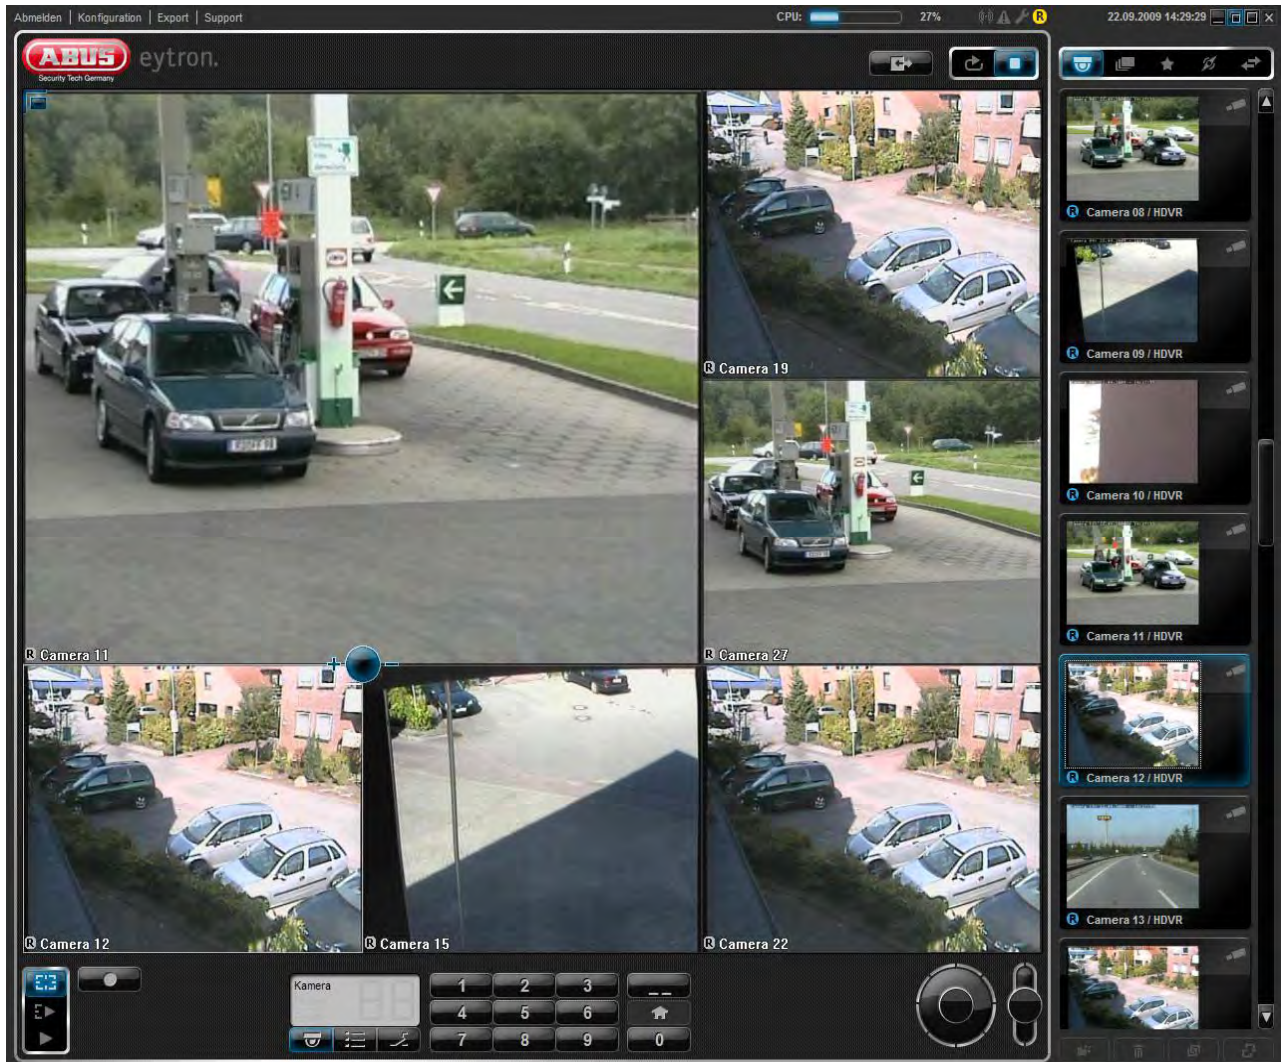 Abmelden | Konfiguration | Export | Support
CPU: 27% R 22.09.2009 14:29:29
ABUS eytron.
Security Tech Germany
R Camera 11
R Camera 19
R Camera 27
R Camera 12
R Camera 15
R Camera 22
R Camera 08 / HDVR
R Camera 09 / HDVR
R Camera 10 / HDVR
R Camera 11 / HDVR
R Camera 12 / HDVR
R Camera 13 / HDVR
Kamera
1 2 3 _ _
4 5 6
7 8 9 0